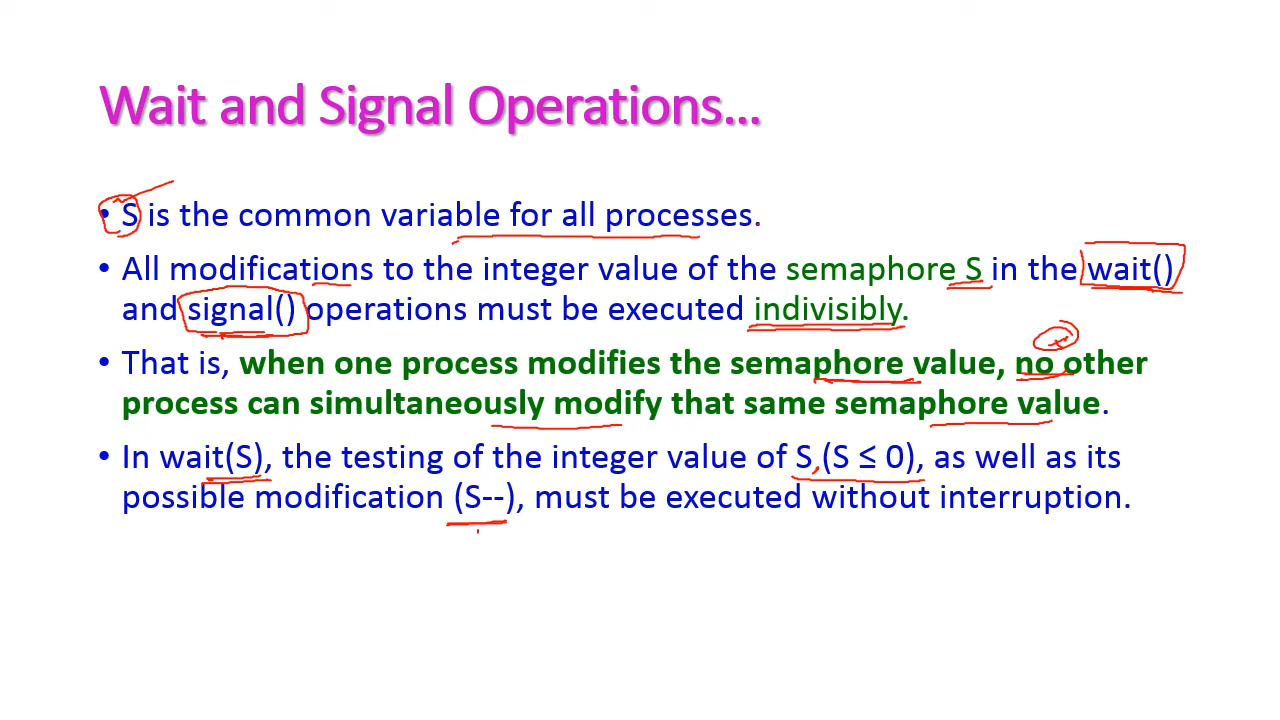 Wait and Signal Operations...
• S is the common variable for all processes.
• All modifications to the integer value of the semaphore S in the wait()
and signal() operations must be executed indivisibly.
• That is, when one process modifies the semaphore value, no other
process can simultaneously modify that same semaphore value.
• In wait(S), the testing of the integer value of S (S ≤ 0), as well as its
possible modification (S--), must be executed without interruption.